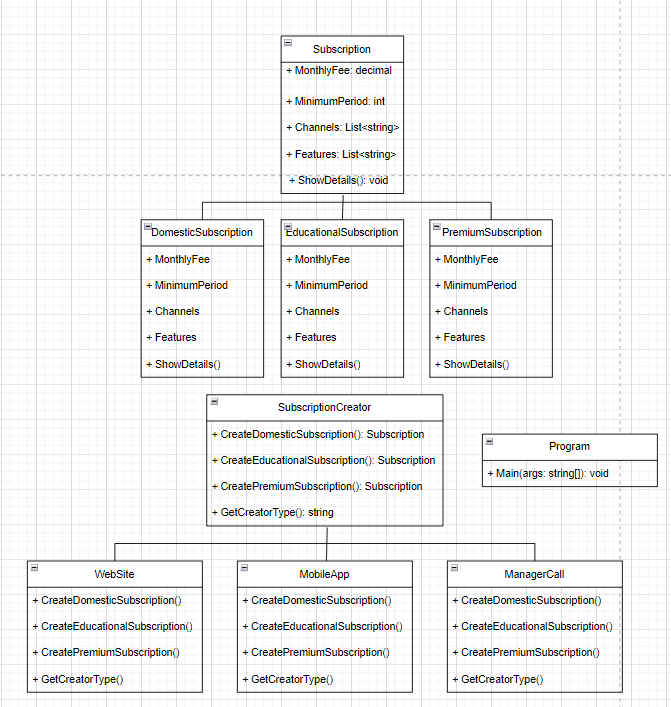 Subscription
+ MonthlyFee: decimal
+ MinimumPeriod: int
+ Channels: List<string>
+ Features: List<string>
+ ShowDetails(): void
DomesticSubscription
+ MonthlyFee
+ MinimumPeriod
+ Channels
+ Features
+ ShowDetails()
EducationalSubscription
+ MonthlyFee
+ MinimumPeriod
+ Channels
+ Features
+ ShowDetails()
PremiumSubscription
+ MonthlyFee
+ MinimumPeriod
+ Channels
+ Features
+ ShowDetails()
SubscriptionCreator
+ CreateDomesticSubscription(): Subscription
+ CreateEducationalSubscription(): Subscription
+ CreatePremiumSubscription(): Subscription
+ GetCreatorType(): string
Program
+ Main(args: string[]): void
WebSite
+ CreateDomesticSubscription()
+ CreateEducationalSubscription()
+ CreatePremiumSubscription()
+ GetCreatorType()
MobileApp
+ CreateDomesticSubscription()
+ CreateEducationalSubscription()
+ CreatePremiumSubscription()
+ GetCreatorType()
ManagerCall
+ CreateDomesticSubscription()
+ CreateEducationalSubscription()
+ CreatePremiumSubscription()
+ GetCreatorType()